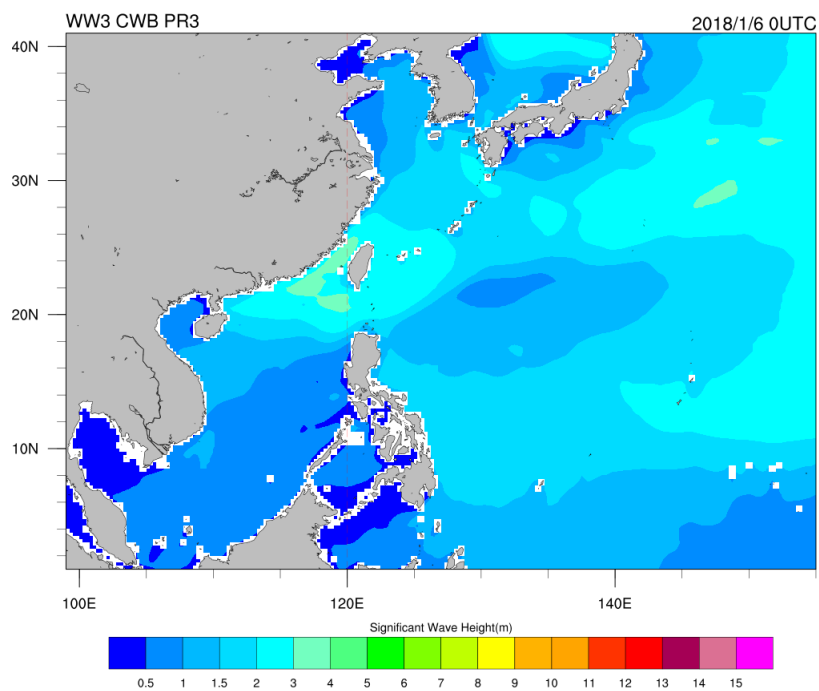 WW3 CWB PR3
2018/1/6 0UTC
40N
30N
20N
10N
100E 120E 140E
Significant Wave Height(m)
0.5 1 1.5 2 3 4 5 6 7 8 9 10 11 12 13 14 15